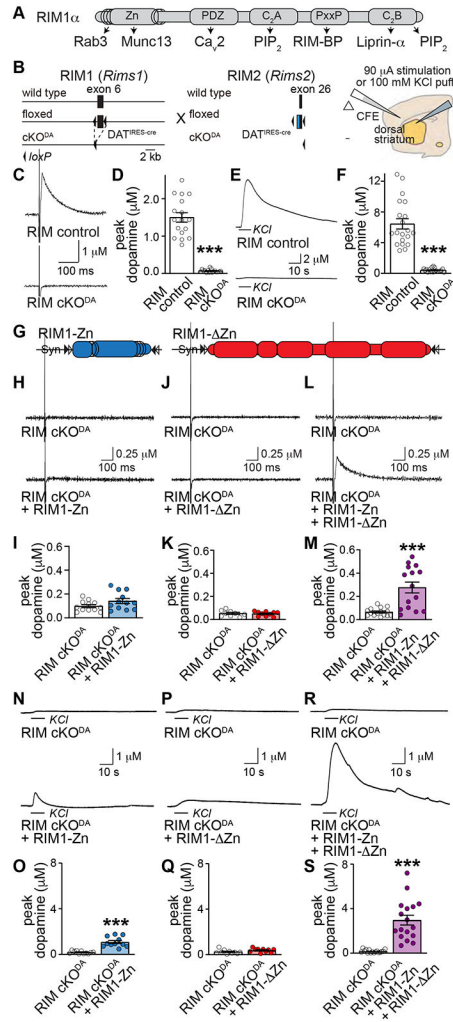 A
RIM1α
Zn
PDZ
C2A
PxxP
C2B
Rab3
Munc13
Cav2
PIP2
RIM-BP
Liprin-α
PIP2
B
RIM1 (Rims1)
RIM2 (Rims2)
exon 6
exon 26
wild type
wild type
floxed
X
floxed
cKODA
DATIRES-cre
cKODA
DATIRES-cre
loxP
2 kb
90 µA stimulation
or 100 mM KCl puff
CFE
dorsal
striatum
C
RIM control
1 µM
100 ms
RIM cKODA
D
peak
dopamine (µM)
2.0
1.0
0.0
***
RIM
control
RIM
cKODA
E
KCl
RIM control
2 µM
10 s
KCl
RIM cKODA
F
peak
dopamine (µM)
12
6
0
***
RIM
control
RIM
cKODA
G
RIM1-Zn
Syn
RIM1-ΔZn
Syn
H
RIM cKODA
0.25 µM
100 ms
RIM cKODA
+ RIM1-Zn
J
RIM cKODA
0.25 µM
100 ms
RIM cKODA
+ RIM1-ΔZn
L
RIM cKODA
0.25 µM
100 ms
RIM cKODA
+ RIM1-Zn
+ RIM1-ΔZn
I
peak
dopamine (µM)
0.6
0.4
0.2
0
RIM cKODA
RIM cKODA
+ RIM1-Zn
K
peak
dopamine (µM)
0.6
0.4
0.2
0
RIM cKODA
RIM cKODA
+ RIM1-ΔZn
M
peak
dopamine (µM)
0.6
0.4
0.2
0
***
RIM cKODA
RIM cKODA
+ RIM1-Zn
+ RIM1-ΔZn
N
KCl
RIM cKODA
1 µM
10 s
KCl
RIM cKODA
+ RIM1-Zn
P
KCl
RIM cKODA
1 µM
10 s
KCl
RIM cKODA
+ RIM1-ΔZn
R
KCl
RIM cKODA
1 µM
10 s
KCl
RIM cKODA
+ RIM1-Zn
+ RIM1-ΔZn
O
peak
dopamine (µM)
8
4
0
***
RIM cKODA
RIM cKODA
+ RIM1-Zn
Q
peak
dopamine (µM)
8
4
0
RIM cKODA
RIM cKODA
+ RIM1-ΔZn
S
peak
dopamine (µM)
8
4
0
***
RIM cKODA
RIM cKODA
+ RIM1-Zn
+ RIM1-ΔZn